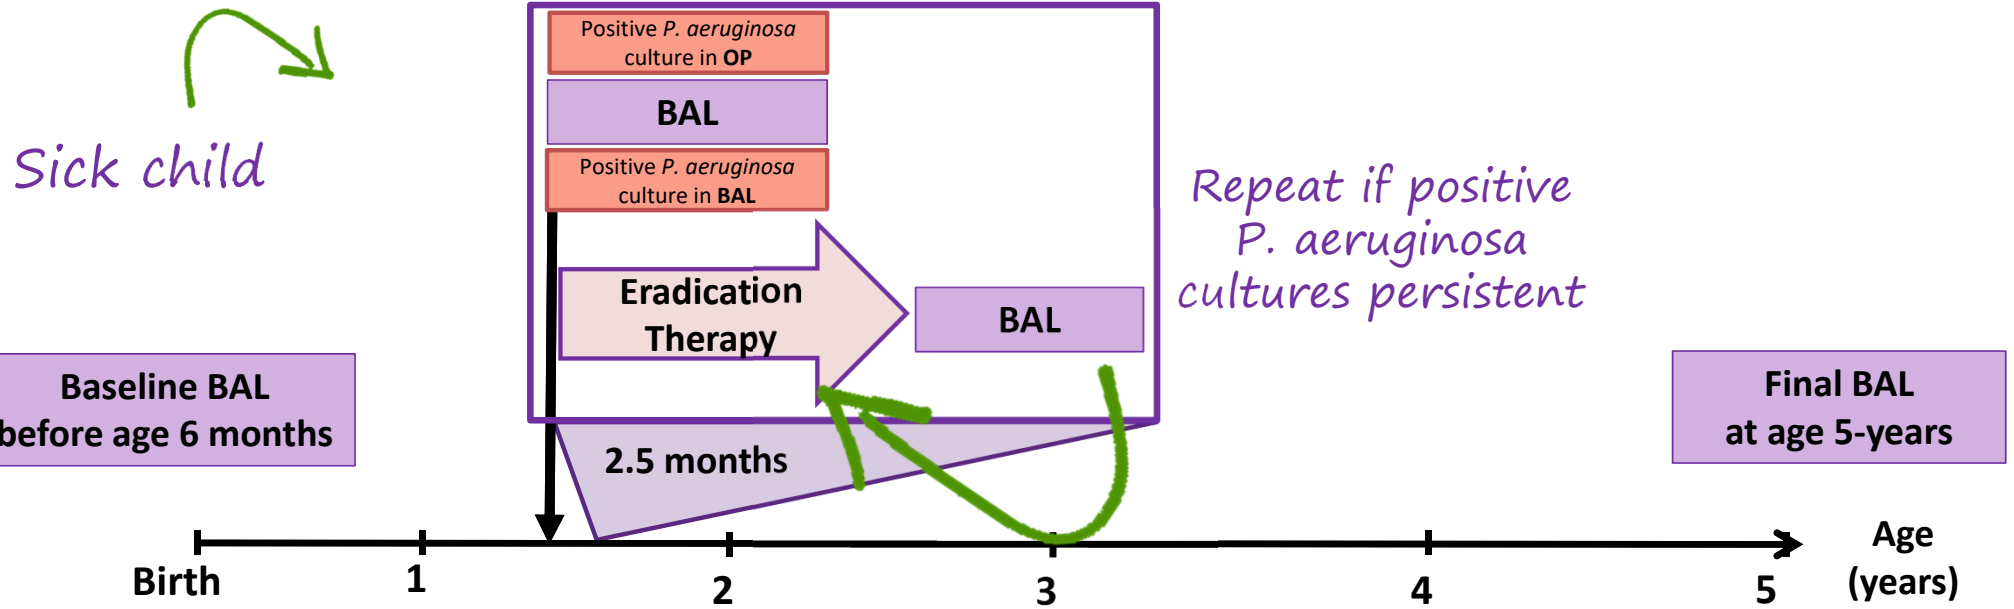 Positive P. aeruginosa
culture in OP
BAL
Positive P. aeruginosa
culture in BAL
Sick child
Repeat if positive
P. aeruginosa
cultures persistent
Eradication
Therapy
BAL
Baseline BAL
before age 6 months
2.5 months
Final BAL
at age 5-years
Birth
1
2
3
4
5
Age
(years)